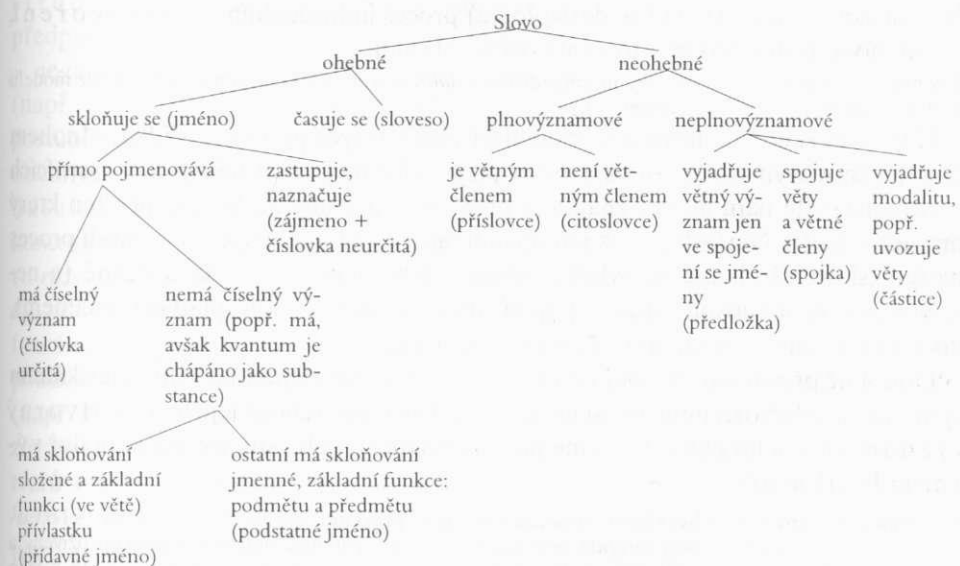 Slovo
ohebné
neohebné
skloňuje se (jméno)
časuje se (sloveso)
plnovýznamové
neplnovýznamové
přímo pojmenovává
zastupuje,
naznačuje
(zájmeno +
číslovka neurčitá)
je větným
členem
(příslovce)
není vět-
ným členem
(citoslovce)
vyjadřuje
větný vý-
znam jen
ve spoje-
ní se jmé-
ny
(předložka)
spojuje
věty
a větné
členy
(spojka)
vyjadřuje
modalitu,
popř.
uvozuje
věty
(částice)
má číselný
význam
(číslovka
určitá)
nemá číselný vý-
znam (popř. má,
avšak kvantum je
chápáno jako sub-
stance)
má skloňování
složené a základní
funkci (ve větě)
přívlastku
(přídavné jméno)
ostatní má skloňování
jmenné, základní funkce:
podmětu a předmětu
(podstatné jméno)